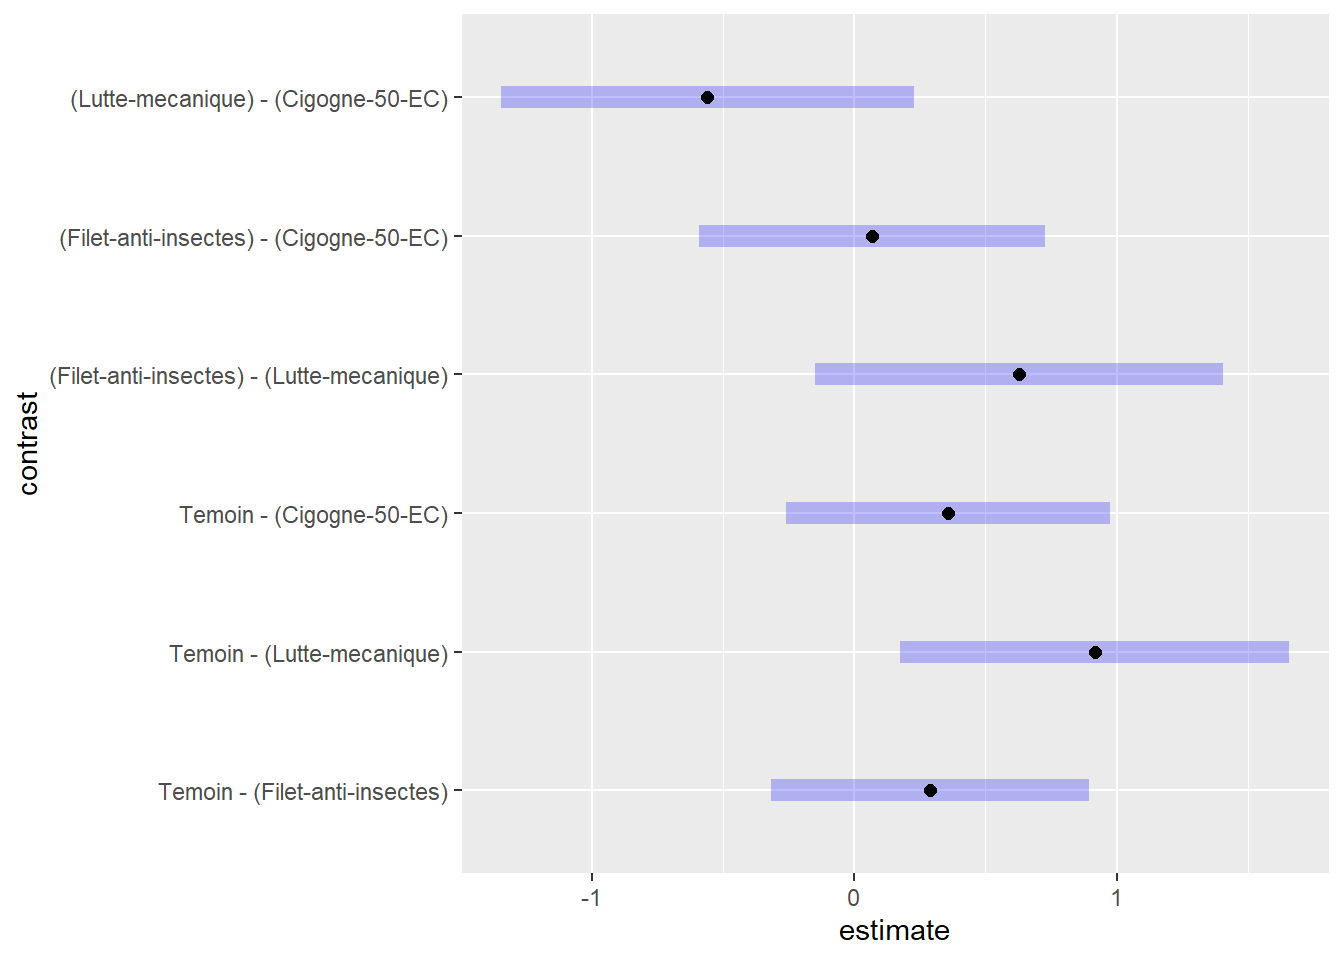 (Lutte-mecanique) - (Cigogne-50-EC)
(Filet-anti-insectes) - (Cigogne-50-EC)
(Filet-anti-insectes) - (Lutte-mecanique)
Temoin - (Cigogne-50-EC)
Temoin - (Lutte-mecanique)
Temoin - (Filet-anti-insectes)
contrast
-1 0 1
estimate